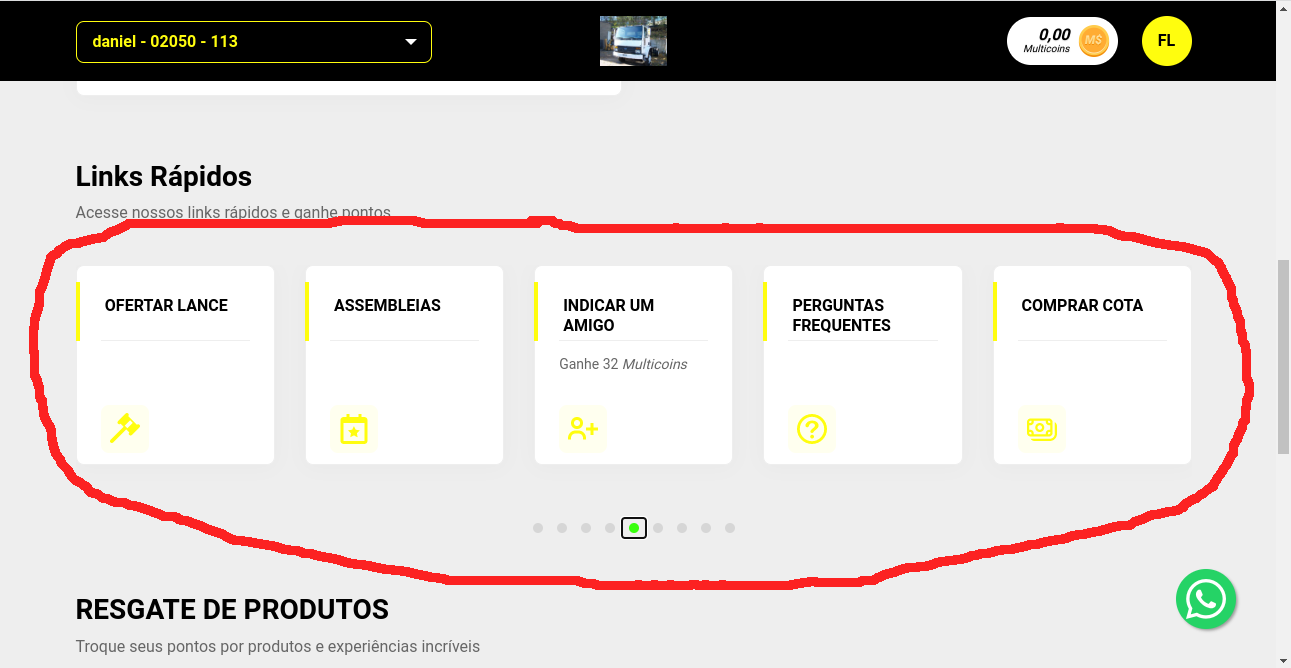 daniel - 02050 - 113
0,00
Multicoins
M$
FL
Links Rápidos
Acesse nossos links rápidos e ganhe pontos
OFERTAR LANCE
ASSEMBLEIAS
INDICAR UM
AMIGO
Ganhe 32 Multicoins
PERGUNTAS
FREQUENTES
COMPRAR COTA
RESGATE DE PRODUTOS
Troque seus pontos por produtos e experiências incríveis